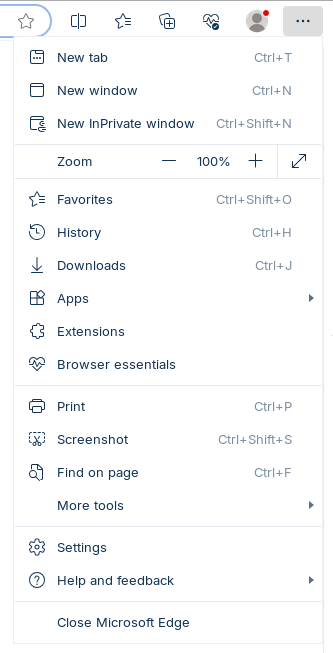 New tab Ctrl+T
New window Ctrl+N
New InPrivate window Ctrl+Shift+N
Zoom 100%
Favorites Ctrl+Shift+O
History Ctrl+H
Downloads Ctrl+J
Apps
Extensions
Browser essentials
Print Ctrl+P
Screenshot Ctrl+Shift+S
Find on page Ctrl+F
More tools
Settings
Help and feedback
Close Microsoft Edge